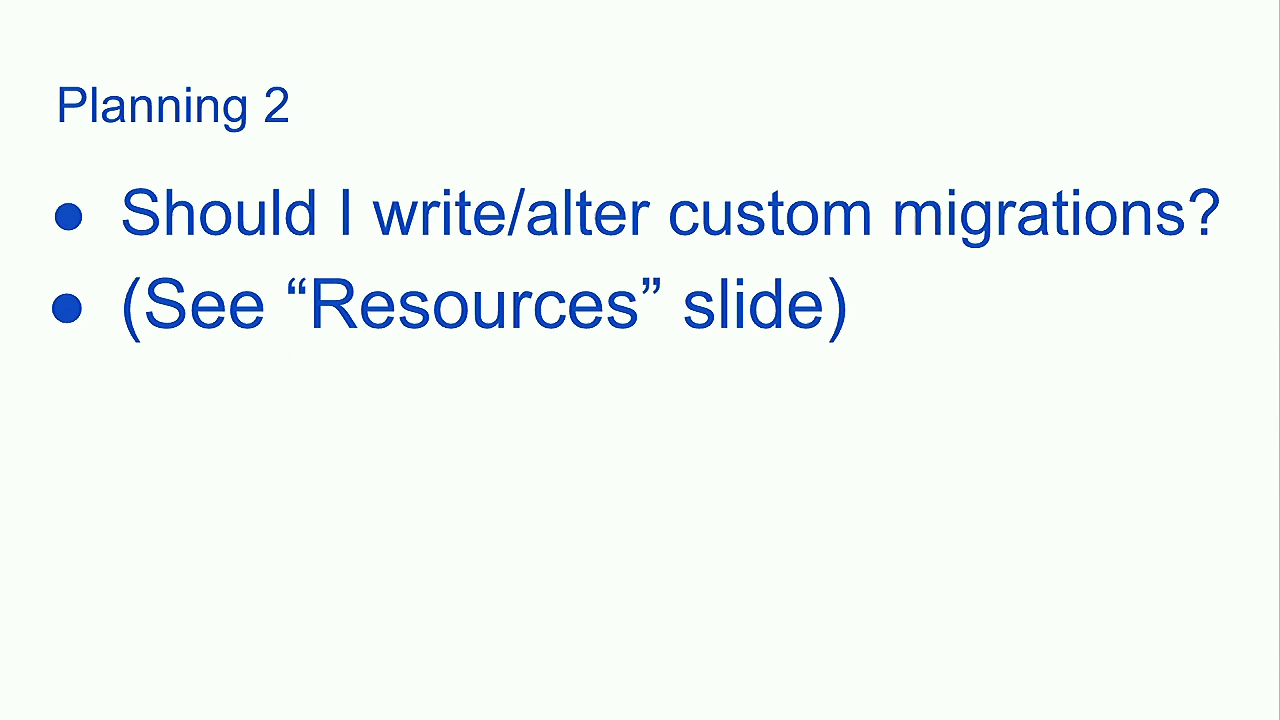 Planning 2
● Should I write/alter custom migrations?
● (See “Resources” slide)